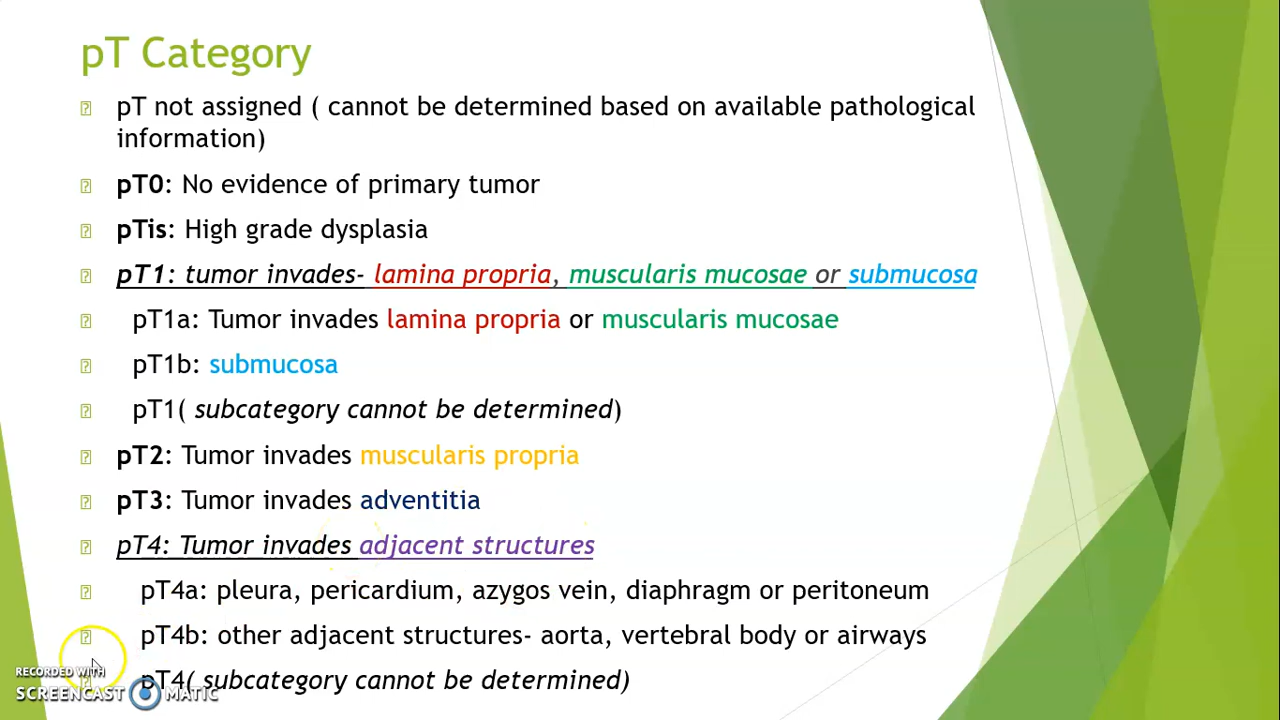 pT Category
pT not assigned ( cannot be determined based on available pathological
information)
pT0: No evidence of primary tumor
pTis: High grade dysplasia
pT1: tumor invades- lamina propria, muscularis mucosae or submucosa
pT1a: Tumor invades lamina propria or muscularis mucosae
pT1b: submucosa
pT1( subcategory cannot be determined)
pT2: Tumor invades muscularis propria
pT3: Tumor invades adventitia
pT4: Tumor invades adjacent structures
pT4a: pleura, pericardium, azygos vein, diaphragm or peritoneum
pT4b: other adjacent structures- aorta, vertebral body or airways
pT4( subcategory cannot be determined)
RECORDED WITH
SCREENCAST MATIC